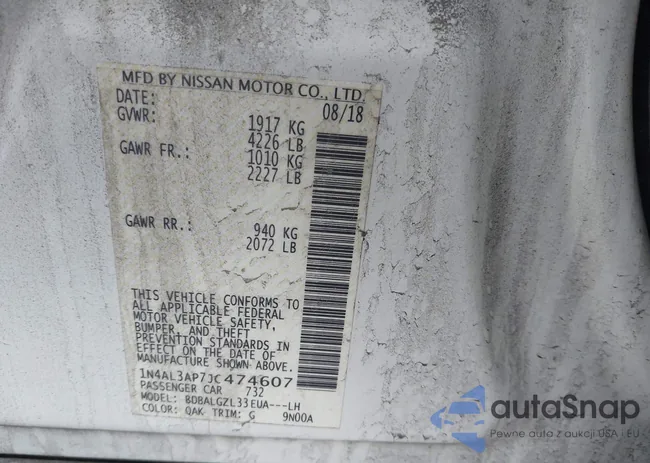 MFD BY NISSAN MOTOR CO., LTD.
DATE: 08/18
GVWR: 1917 KG
4226 LB
GAWR FR.: 1010 KG
2227 LB
GAWR RR.: 940 KG
2072 LB
THIS VEHICLE CONFORMS TO
ALL APPLICABLE FEDERAL
MOTOR VEHICLE SAFETY,
BUMPER, AND THEFT
PREVENTION STANDARDS IN
EFFECT ON THE DATE OF
MANUFACTURE SHOWN ABOVE.
1N4AL3AP7JC474607
PASSENGER CAR 732
MODEL: BDBALGZL33EUA---LH
COLOR: QAK TRIM: G 9N00A
autoSnap
Pewne auto z aukcji USA i EU